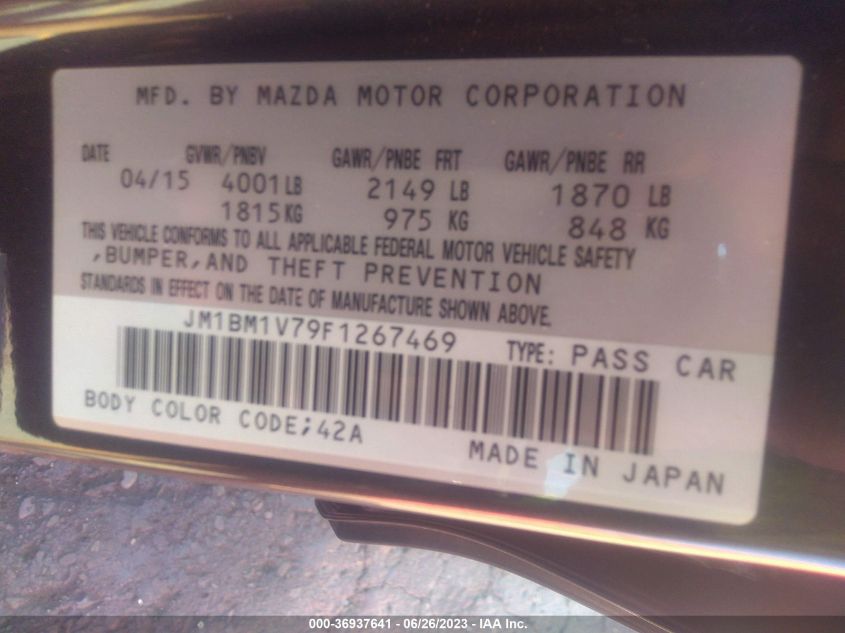 MFD. BY MAZDA MOTOR CORPORATION
DATE GVWR/PNBV GAWR/PNBE FRT GAWR/PNBE RR
04/15 4001LB 2149 LB 1870 LB
1815KG 975 KG 848 KG
THIS VEHICLE CONFORMS TO ALL APPLICABLE FEDERAL MOTOR VEHICLE SAFETY
,BUMPER,AND THEFT PREVENTION
STANDARDS IN EFFECT ON THE DATE OF MANUFACTURE SHOWN ABOVE.
JM1BM1V79F1267469 TYPE: PASS CAR
BODY COLOR CODE;42A
MADE IN JAPAN
000-36937641 - 06/26/2023 - IAA Inc.